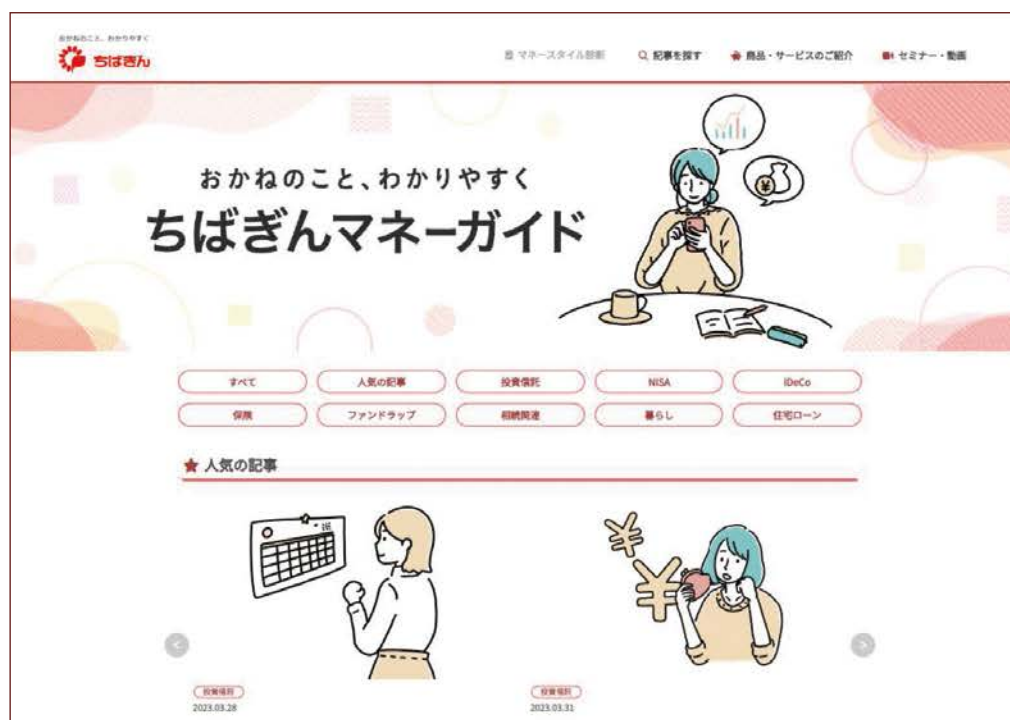 おかねのこと、わかりやすく
ちばぎん
マネースタイル診断
記事を探す
商品・サービスのご紹介
セミナー・動画
おかねのこと、わかりやすく
ちばぎんマネーガイド
¥
すべて
人気の記事
投資信託
NISA
iDeCo
保険
ファンドラップ
相続関連
暮らし
住宅ローン
★ 人気の記事
¥
¥
<
>
投資信託
2023.03.28
投資信託
2023.03.31